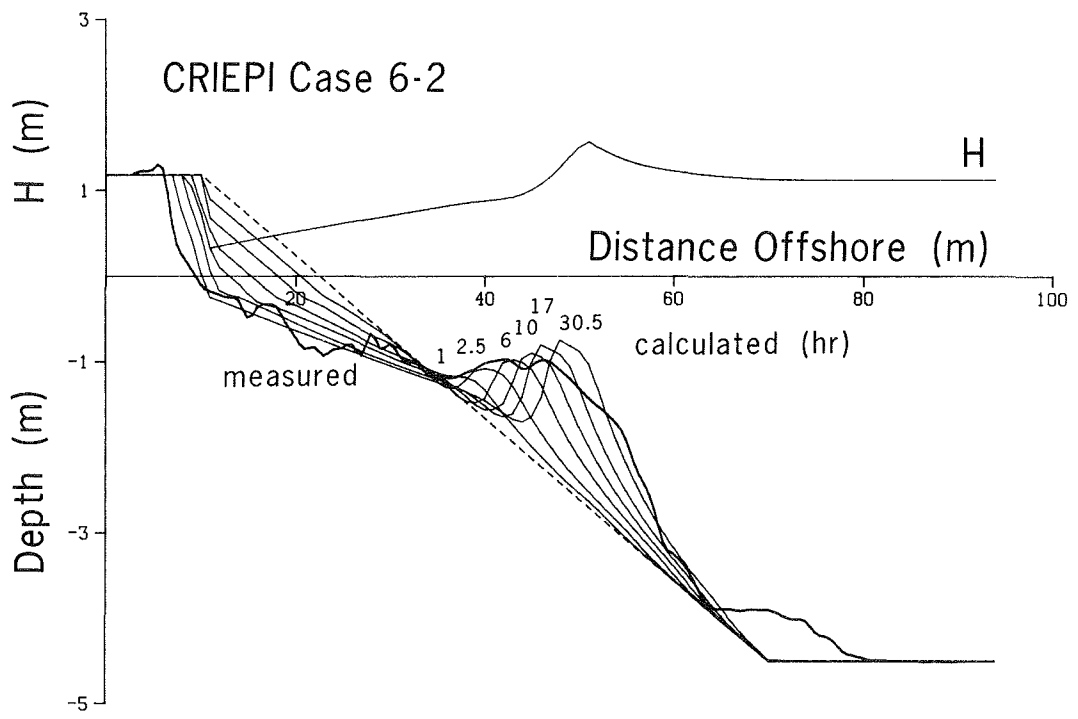 3
CRIEPI Case 6-2
H (m)
H
1
Distance Offshore (m)
20
40
60
80
100
17
1
2.5
6
10
30.5
calculated (hr)
-1
measured
Depth (m)
-3
-5